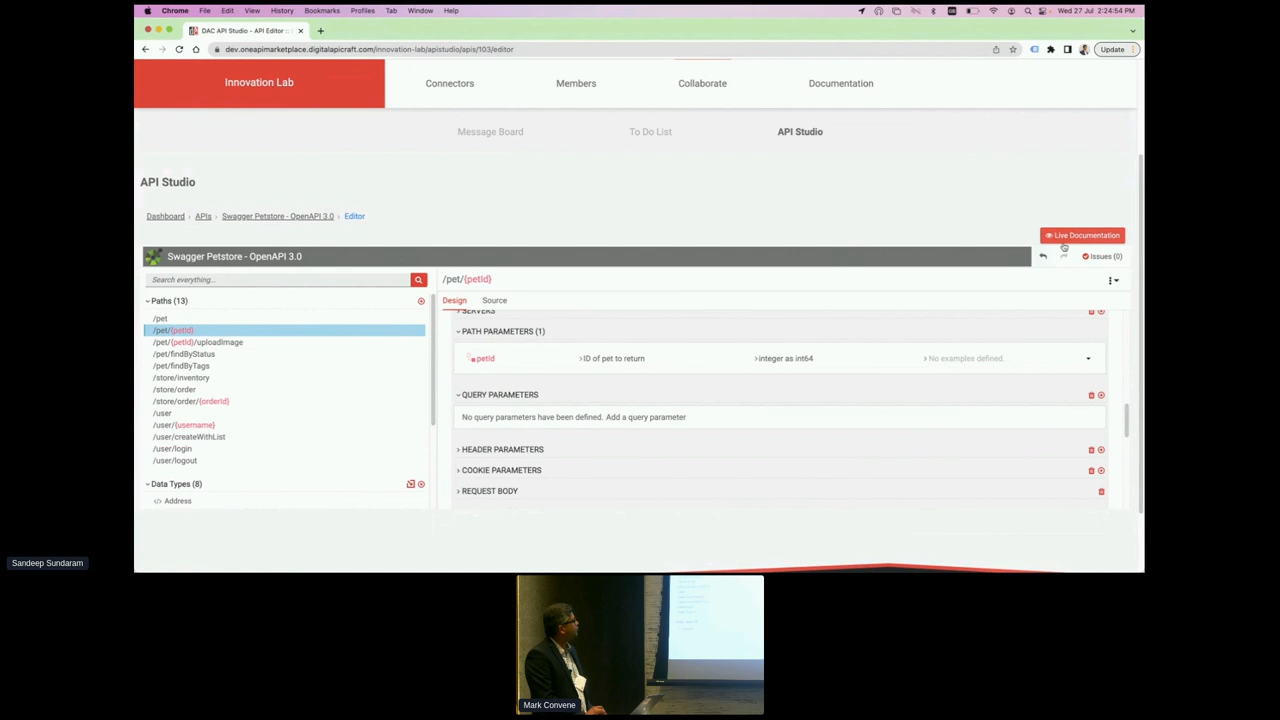 Chrome File Edit View History Bookmarks Profiles Tab Window Help Wed 27 Jul 2:24:54
DAC API Studio - API Editor ::
dev.oneapimarketplace.digitalapicraft.com/innovation-lab/apistudio/apis/103/editor Update
Innovation Lab Connectors Members Collaborate Documentation
Message Board To Do List API Studio
API Studio
Dashboard › APIs › Swagger Petstore - OpenAPI 3.0 › Editor
Live Documentation
Swagger Petstore - OpenAPI 3.0 Issues (0)
Search everything... /pet/{petId}
Paths (13) Design Source
SERVERS
/pet
/pet/{petId} PATH PARAMETERS (1)
/pet/{petId}/uploadImage
/pet/findByStatus petId ID of pet to return integer as int64 No examples defined.
/pet/findByTags
/store/inventory
/store/order QUERY PARAMETERS
/store/order/{orderId}
/user No query parameters have been defined. Add a query parameter
/user/{username}
/user/createWithList
/user/login HEADER PARAMETERS
/user/logout COOKIE PARAMETERS
Data Types (8) REQUEST BODY
</> Address
Sandeep Sundaram
Mark Convene